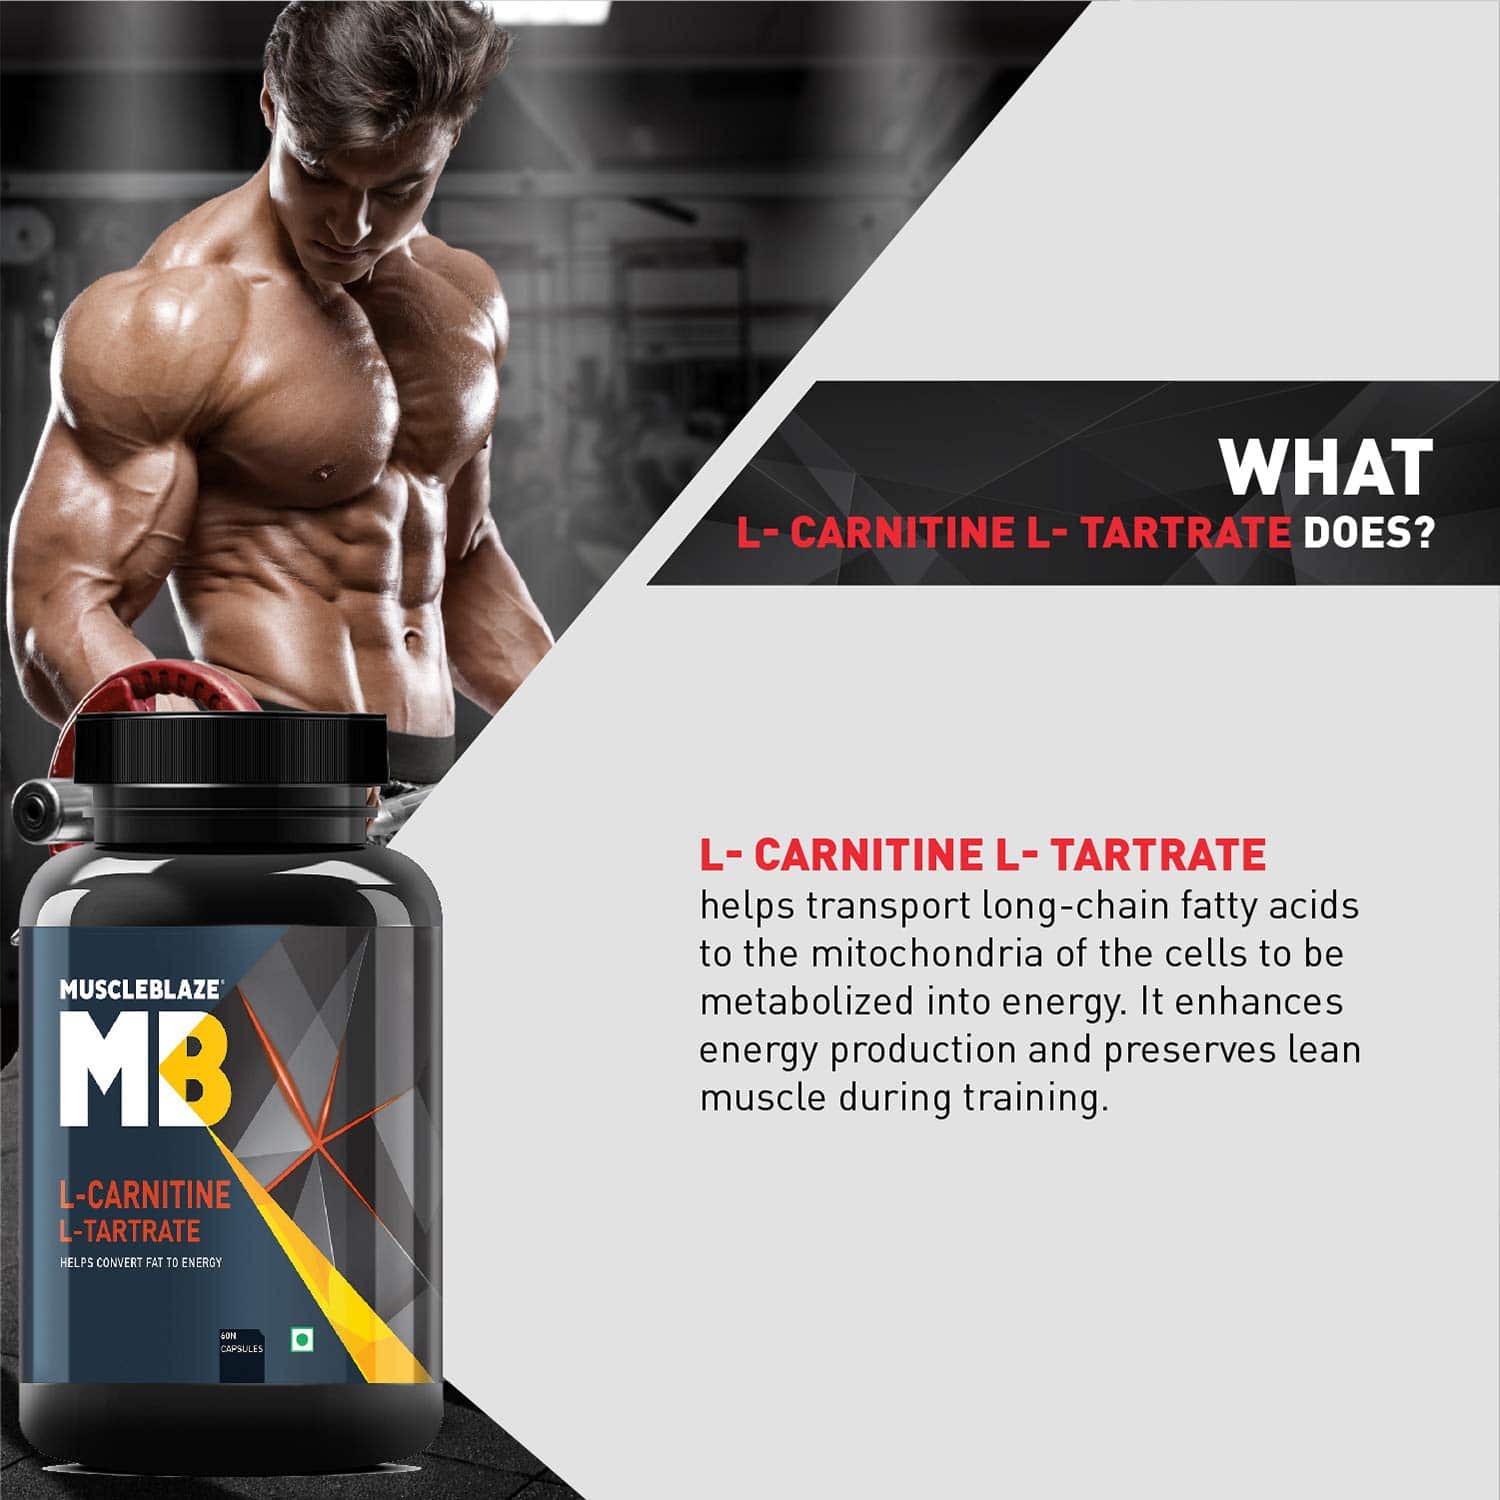 WHAT
L- CARNITINE L- TARTRATE DOES?
L- CARNITINE L- TARTRATE
helps transport long-chain fatty acids
to the mitochondria of the cells to be
metabolized into energy. It enhances
energy production and preserves lean
muscle during training.
MUSCLEBLAZE®
MB
L-CARNITINE
L-TARTRATE
HELPS CONVERT FAT TO ENERGY
60N
CAPSULES